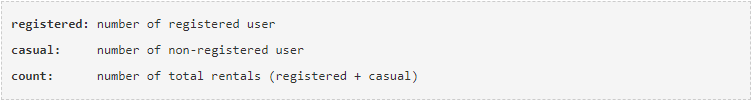 registered: number of registered user
casual: number of non-registered user
count: number of total rentals (registered + casual)